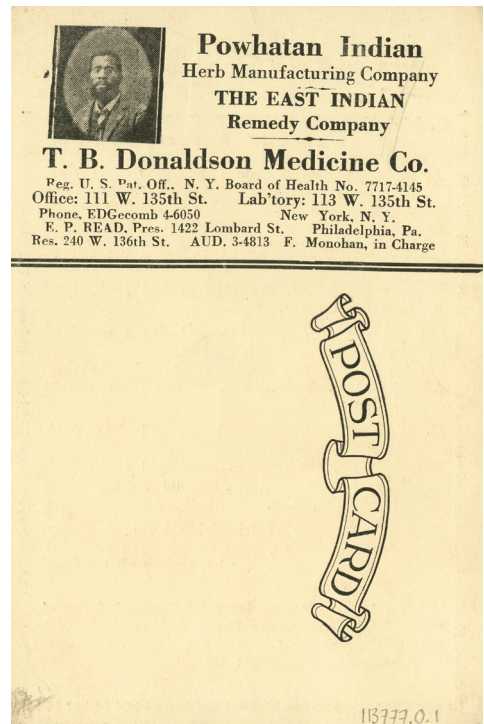 Powhatan Indian
Herb Manufacturing Company
THE EAST INDIAN
Remedy Company
T. B. Donaldson Medicine Co.
Reg. U. S. Pat. Off., N. Y. Board of Health No. 7717-4145
Office: 111 W. 135th St. Lab'tory: 113 W. 135th St.
Phone, EDGecomb 4-6050 New York, N. Y.
E. P. READ, Pres. 1422 Lombard St. Philadelphia, Pa.
Res. 240 W. 136th St. AUD. 3-4813 F. Monohan, in Charge
POST CARD
113777.O.1